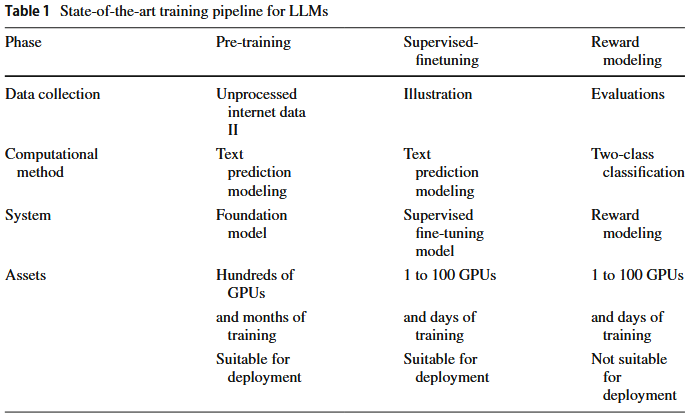 Table 1 State-of-the-art training pipeline for LLMs
Phase Pre-training Supervised- Reward
finetuning modeling
Data collection Unprocessed Illustration Evaluations
internet data
II
Computational Text Text Two-class
method prediction prediction classification
modeling modeling
System Foundation Supervised Reward
model fine-tuning modeling
model
Assets Hundreds of 1 to 100 GPUs 1 to 100 GPUs
GPUs
and months of and days of and days of
training training training
Suitable for Suitable for Not suitable
deployment deployment for
deployment